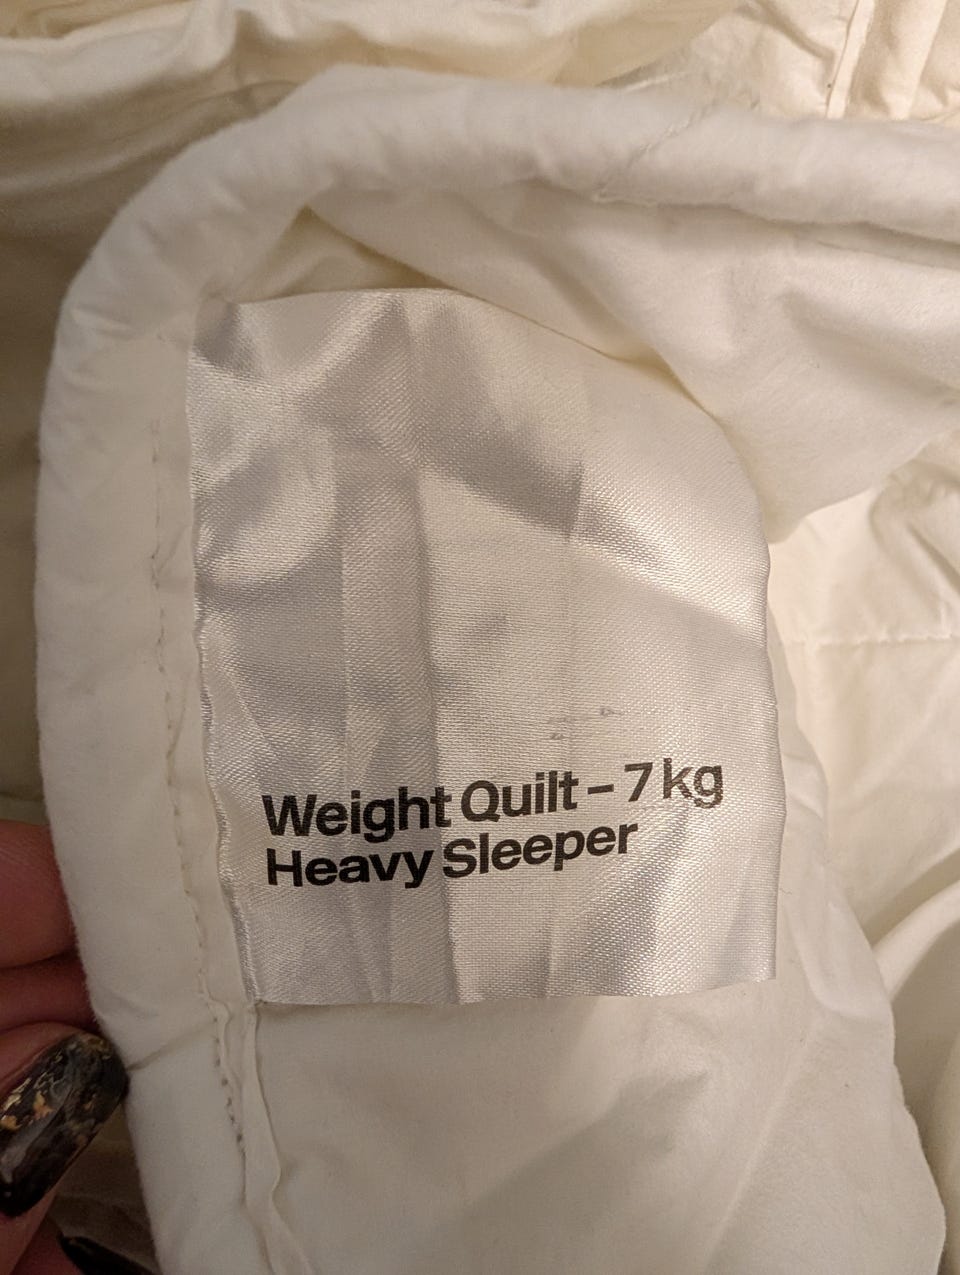 Weight Quilt – 7 kg
Heavy Sleeper